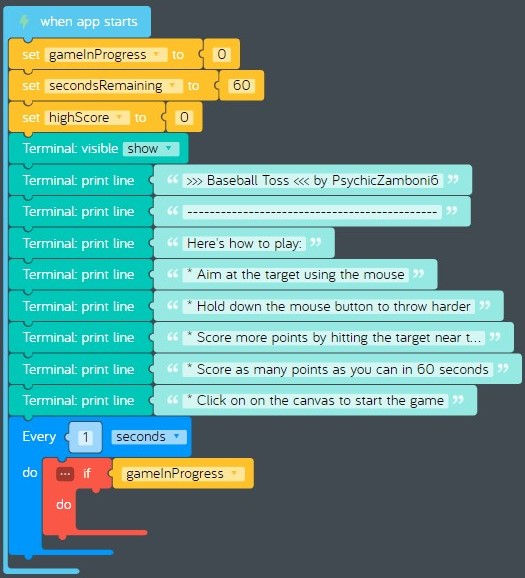 when app starts
set gameInProgress to 0
set secondsRemaining to 60
set highScore to 0
Terminal: visible show
Terminal: print line “ >>> Baseball Toss <<< by PsychicZamboni6 ”
Terminal: print line “ ------------------------------------------ ”
Terminal: print line “ Here's how to play: ”
Terminal: print line “ * Aim at the target using the mouse ”
Terminal: print line “ * Hold down the mouse button to throw harder ”
Terminal: print line “ * Score more points by hitting the target near t... ”
Terminal: print line “ * Score as many points as you can in 60 seconds ”
Terminal: print line “ * Click on on the canvas to start the game ”
Every 1 seconds
do ... if gameInProgress
do